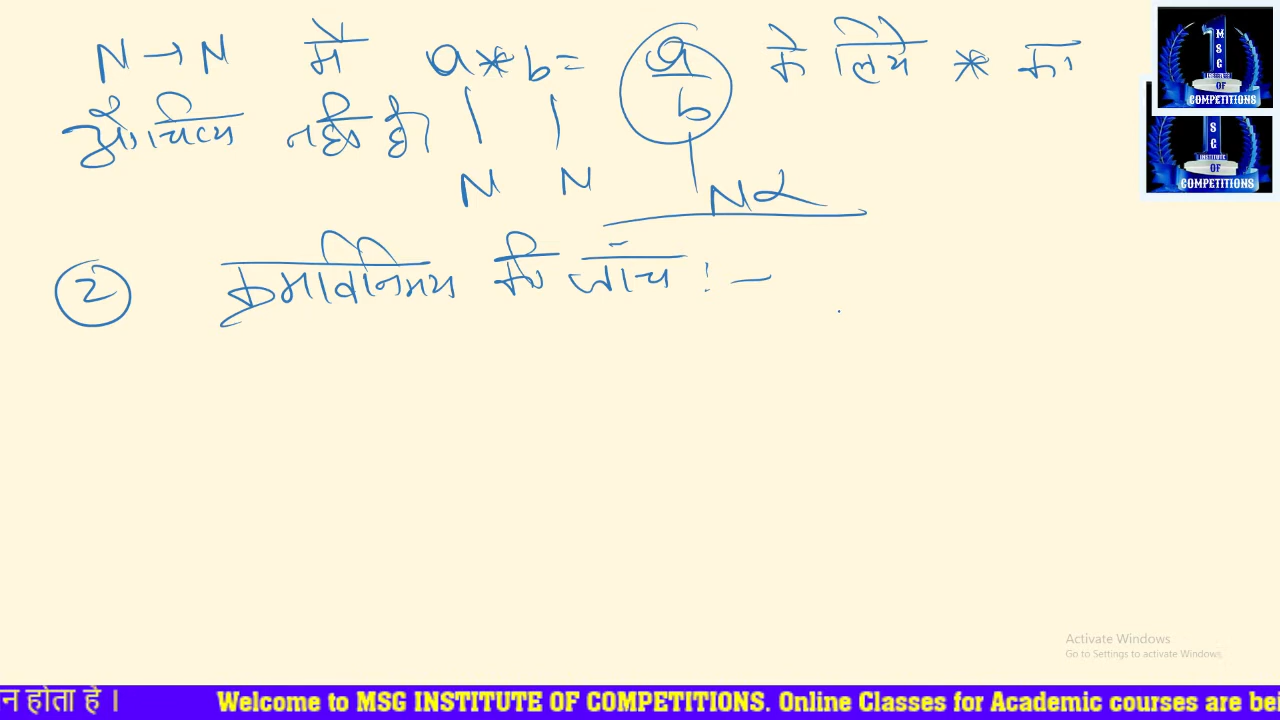 N → N में a * b = a/b के लिये * का
औचित्य नही है।
N N N
② क्रमविनिमय की जाँच :-
MSG
INSTITUTE
OF
COMPETITIONS
SG
INSTITUTE
OF
COMPETITIONS
Activate Windows
Go to Settings to activate Windows.
न होता है । Welcome to MSG INSTITUTE OF COMPETITIONS. Online Classes for Academic courses are bei